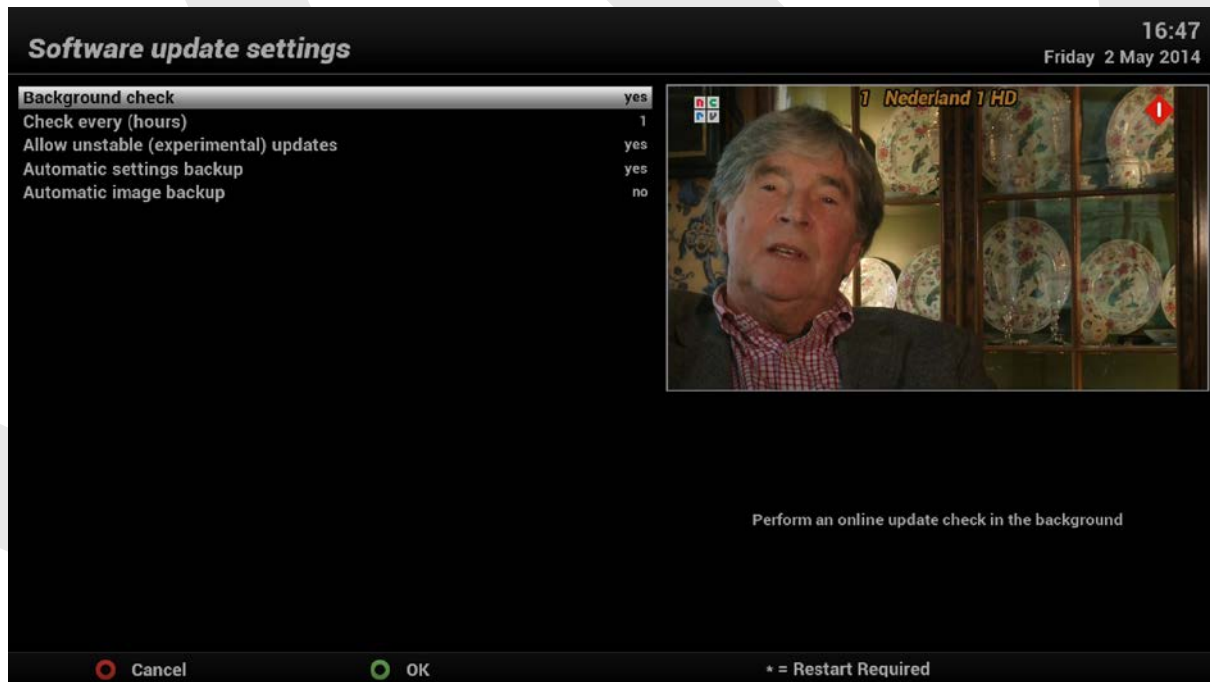 Software update settings
16:47
Friday 2 May 2014
Background check yes
Check every (hours) 1
Allow unstable (experimental) updates yes
Automatic settings backup yes
Automatic image backup no
n c
r v
1 Nederland 1 HD
1
Perform an online update check in the background
Cancel
OK
* = Restart Required